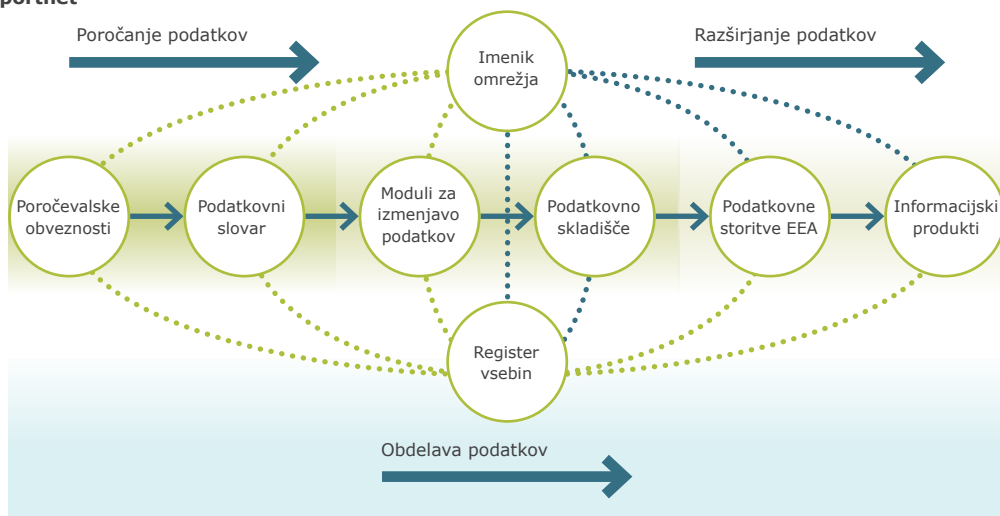 Poročanje podatkov
Razširjanje podatkov
Imenik
omrežja
Poročevalske
obveznosti
Podatkovni
slovar
Moduli za
izmenjavo
podatkov
Podatkovno
skladišče
Podatkovne
storitve EEA
Informacijski
produkti
Register
vsebin
Obdelava podatkov